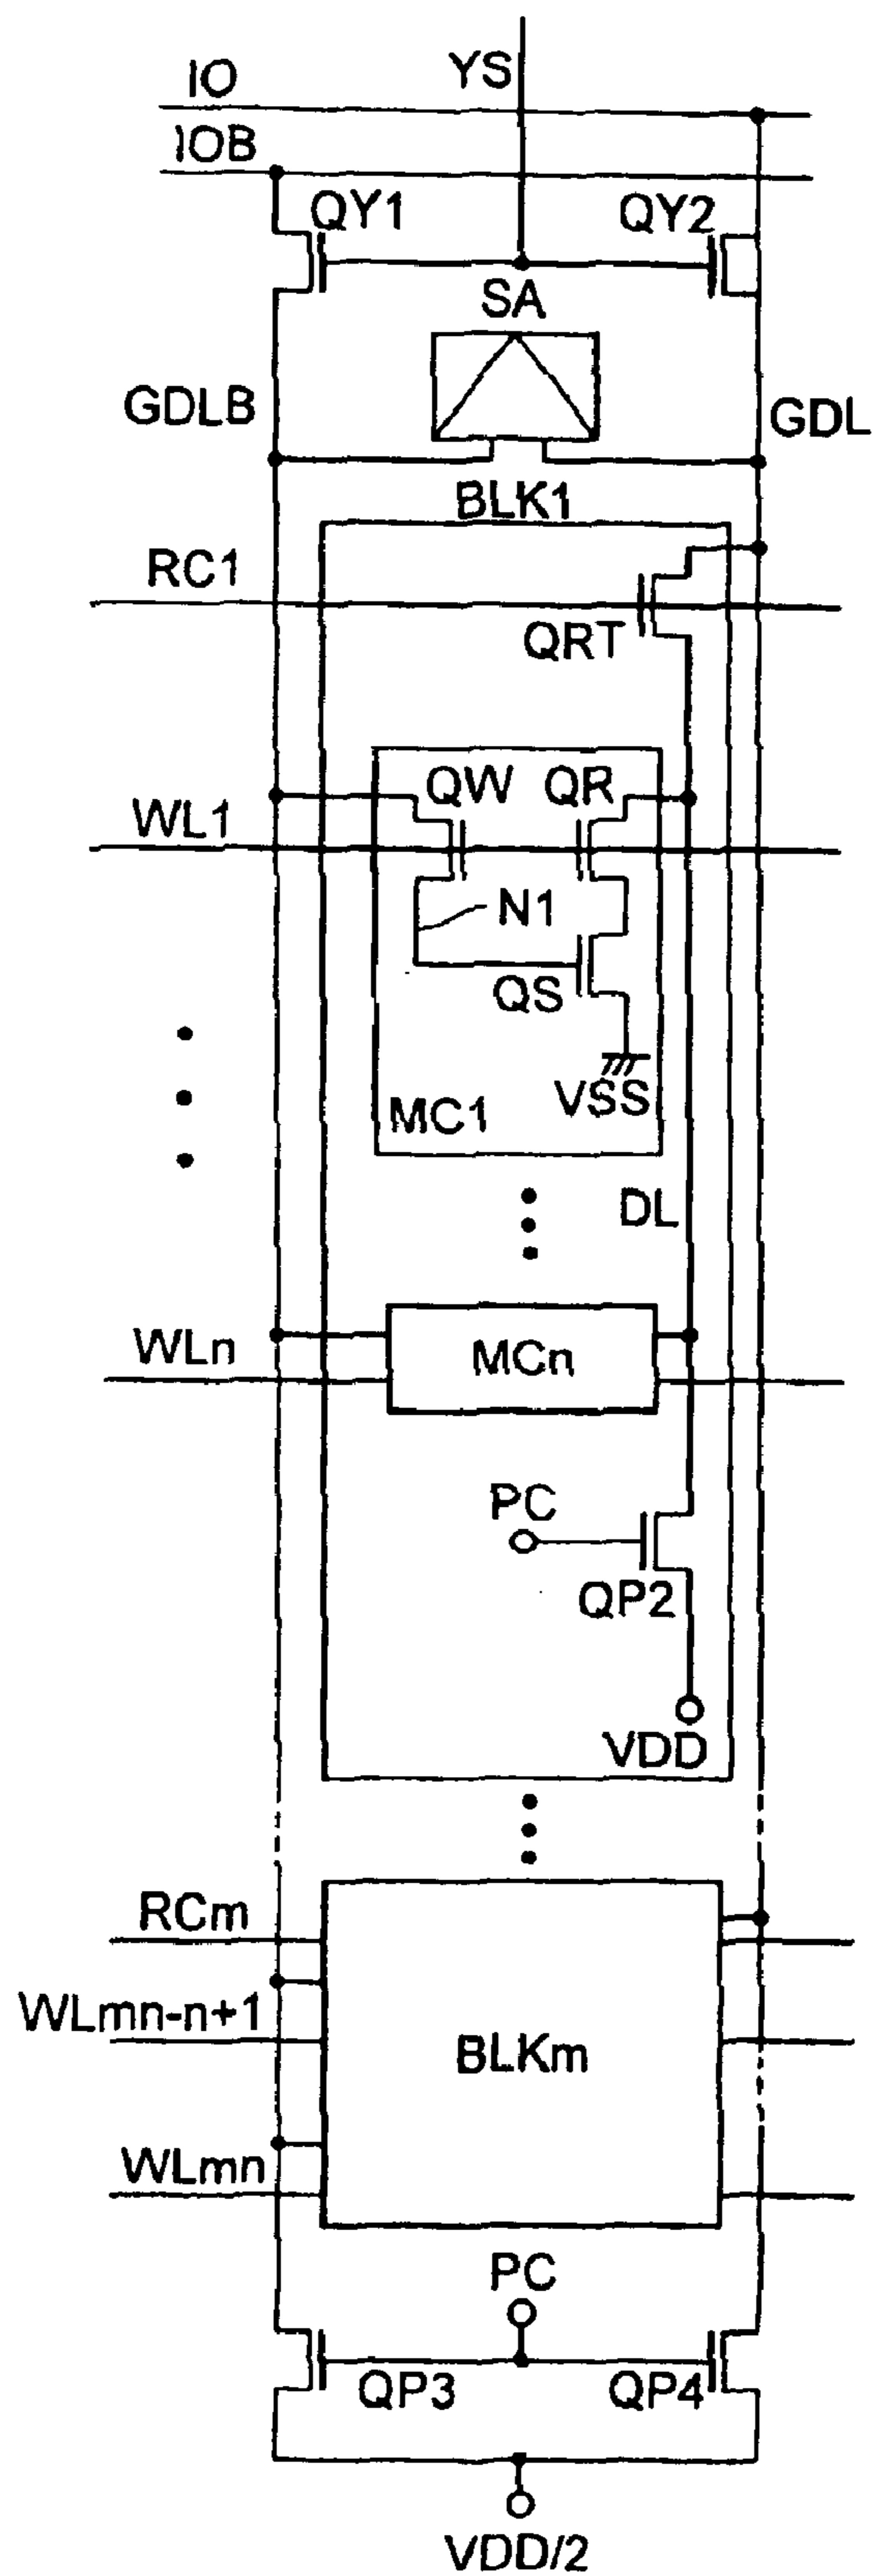 IO
YS
IOB
QY1
QY2
SA
GDLB
GDL
BLK1
RC1
QRT
QW
QR
WL1
N1
QS
VSS
MC1
DL
WLn
MCn
PC
QP2
VDD
RCm
WLmn-n+1
BLKm
WLmn
PC
QP3
QP4
VDD/2